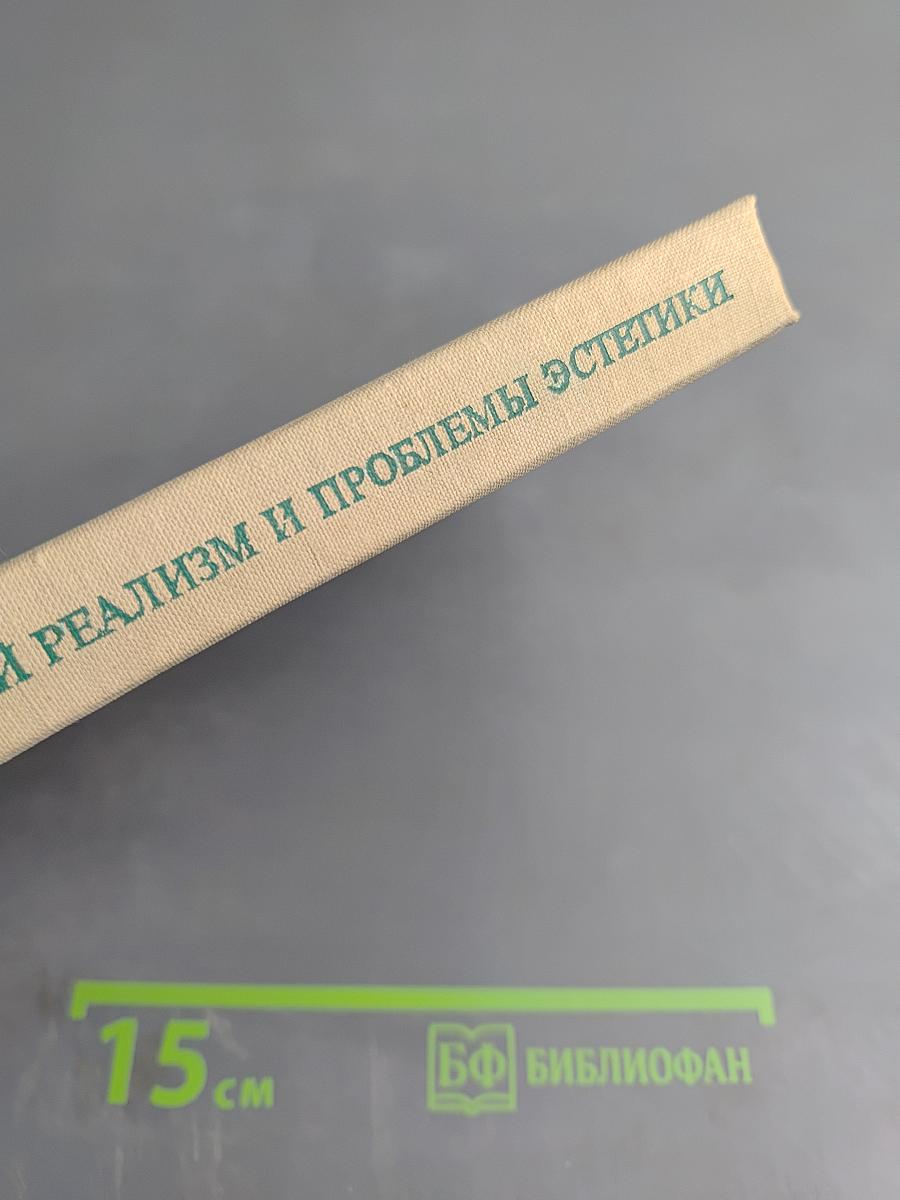 Й РЕАЛИЗМ И ПРОБЛЕМЫ ЭСТЕТИКИ
15 см
БФ БИБЛИОФАН